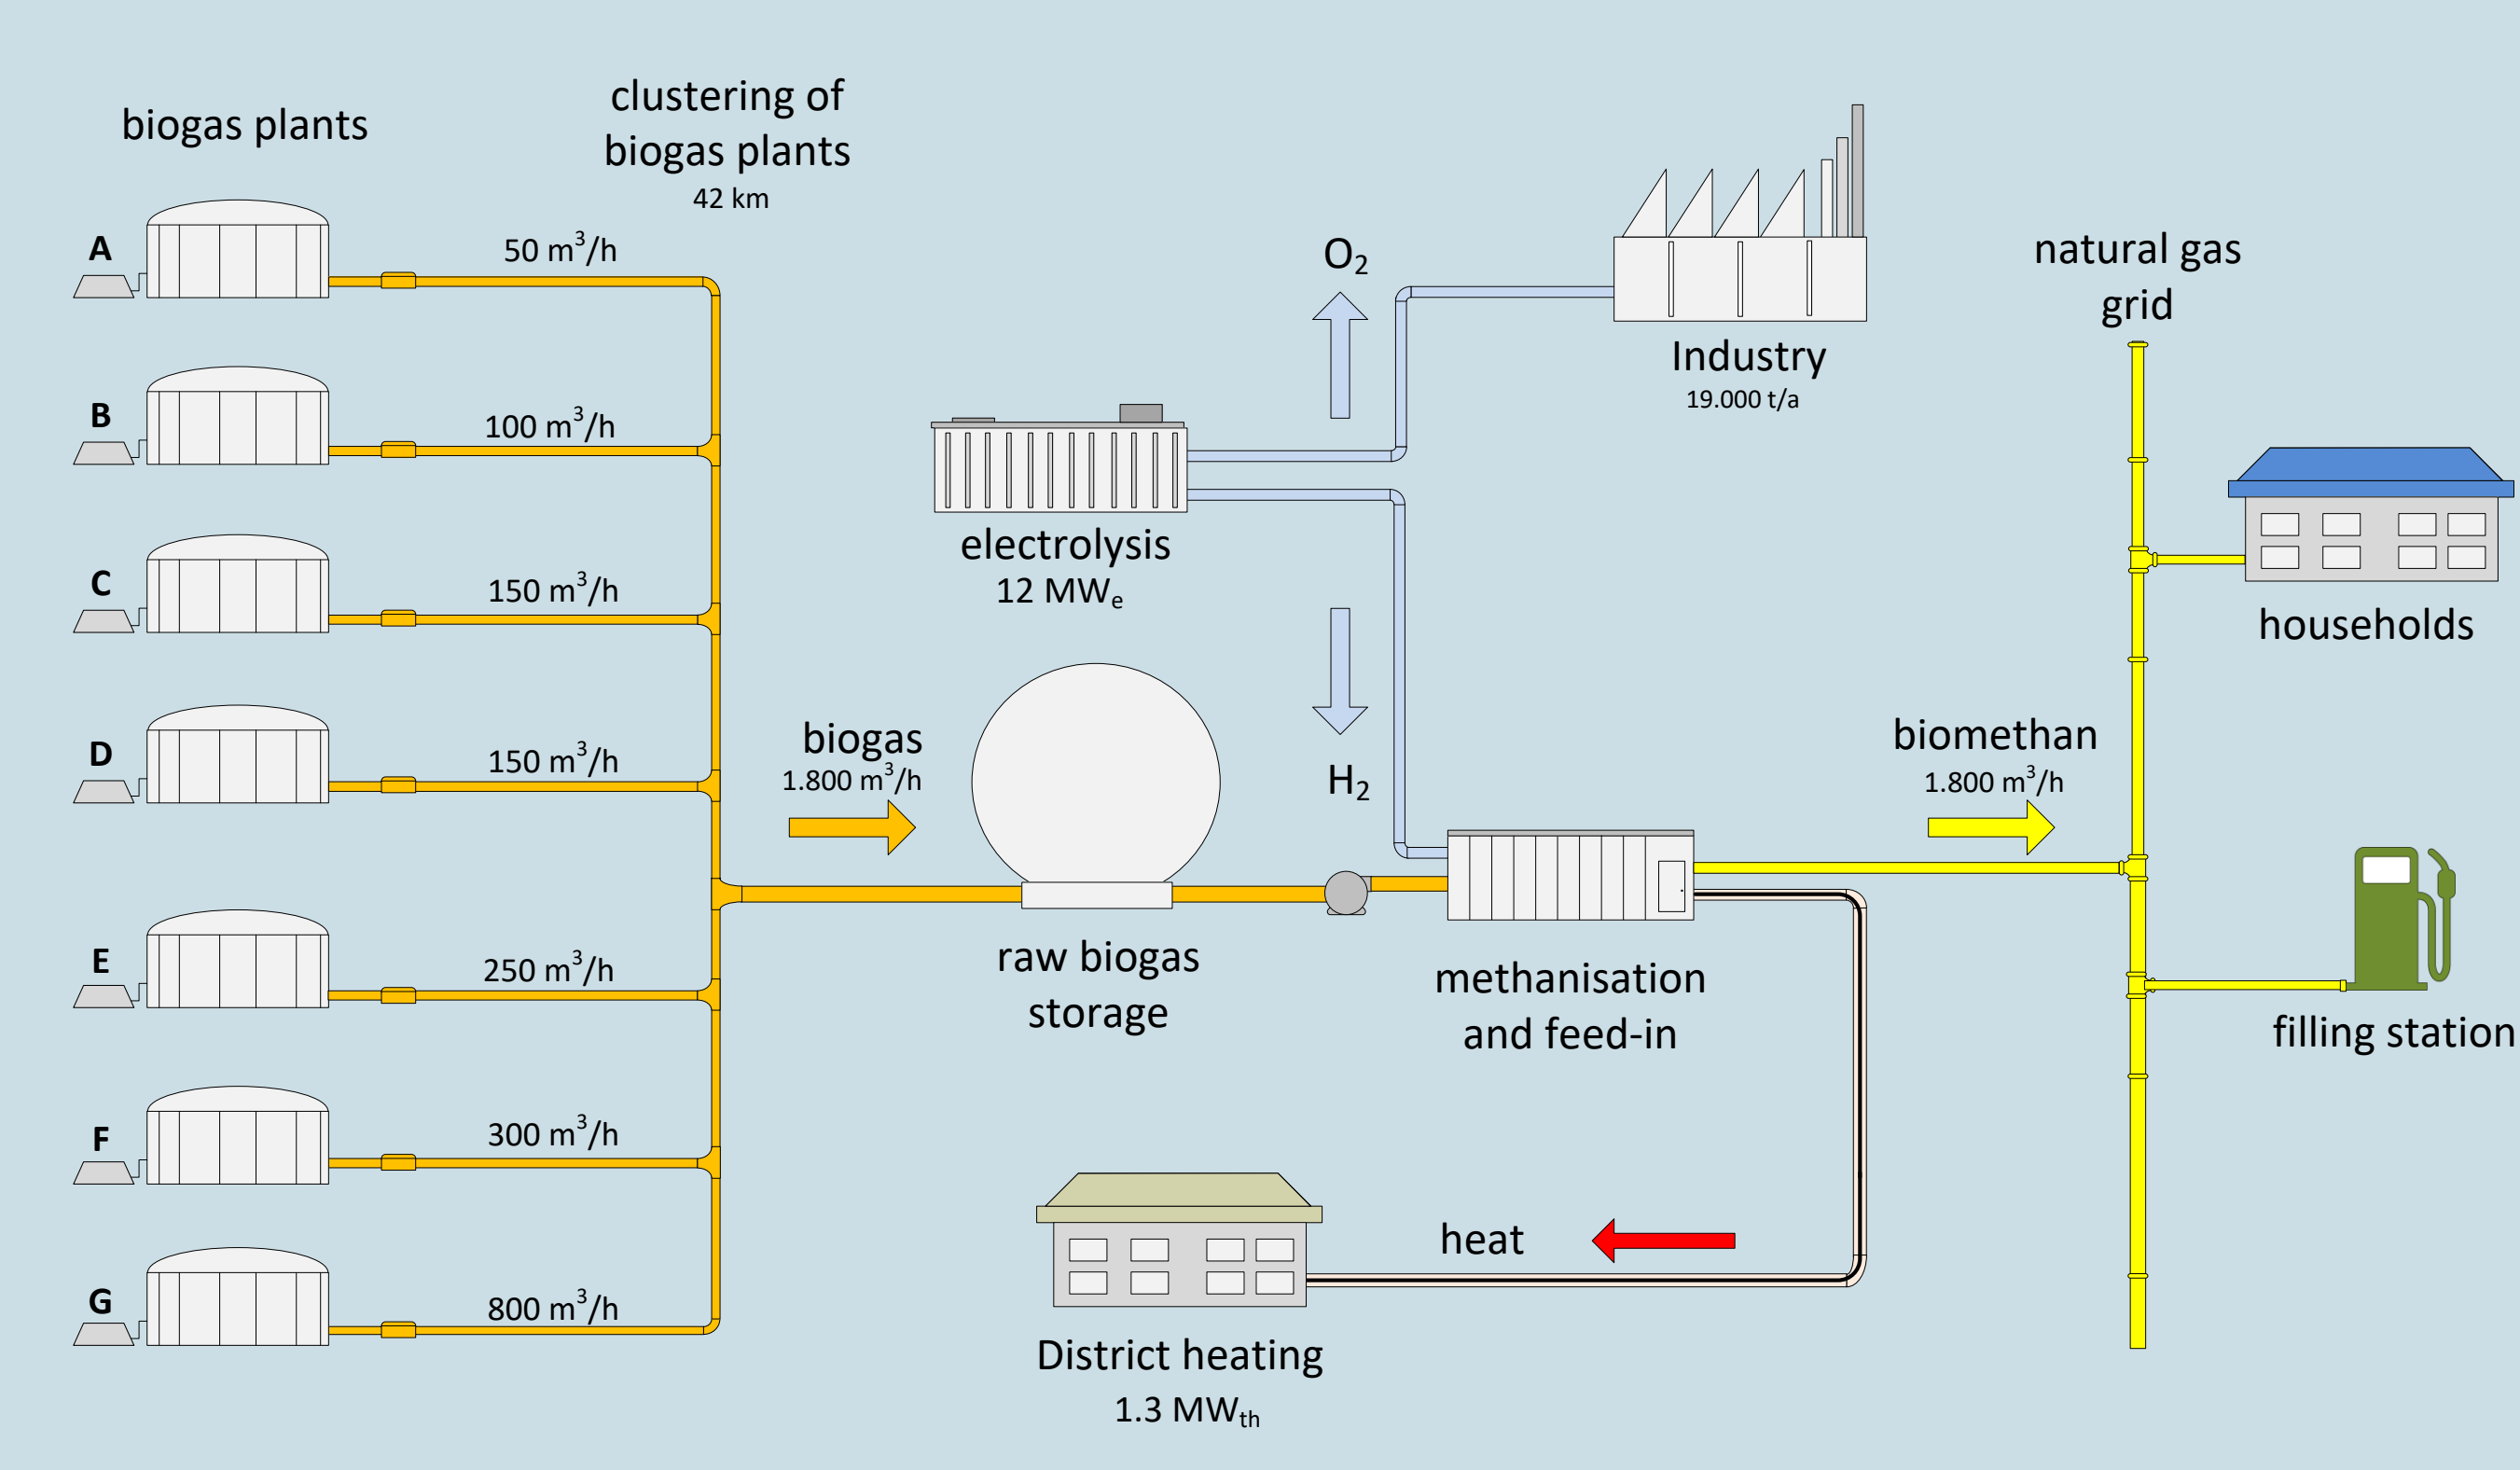 biogas plants
clustering of
biogas plants
42 km
A
50 m³/h
B
100 m³/h
C
150 m³/h
D
150 m³/h
E
250 m³/h
F
300 m³/h
G
800 m³/h
biogas
1.800 m³/h
raw biogas
storage
electrolysis
12 MWₑ
O₂
H₂
Industry
19.000 t/a
methanisation
and feed-in
biomethan
1.800 m³/h
heat
District heating
1.3 MWₜₕ
natural gas
grid
households
filling station